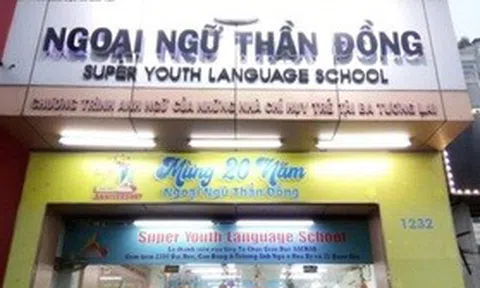 NGOẠI NGỮ THẦN ĐỒNG
SUPER YOUTH LANGUAGE SCHOOL
CHƯƠNG TRÌNH ANH NGỮ CỦA NHỮNG NHÀ CHỈ HUY TRẺ TÀI BA TƯƠNG LAI
Mừng 20 Năm
Ngoại Ngữ Thần Đồng
ANNIVERSARY
1232
Super Youth Language School